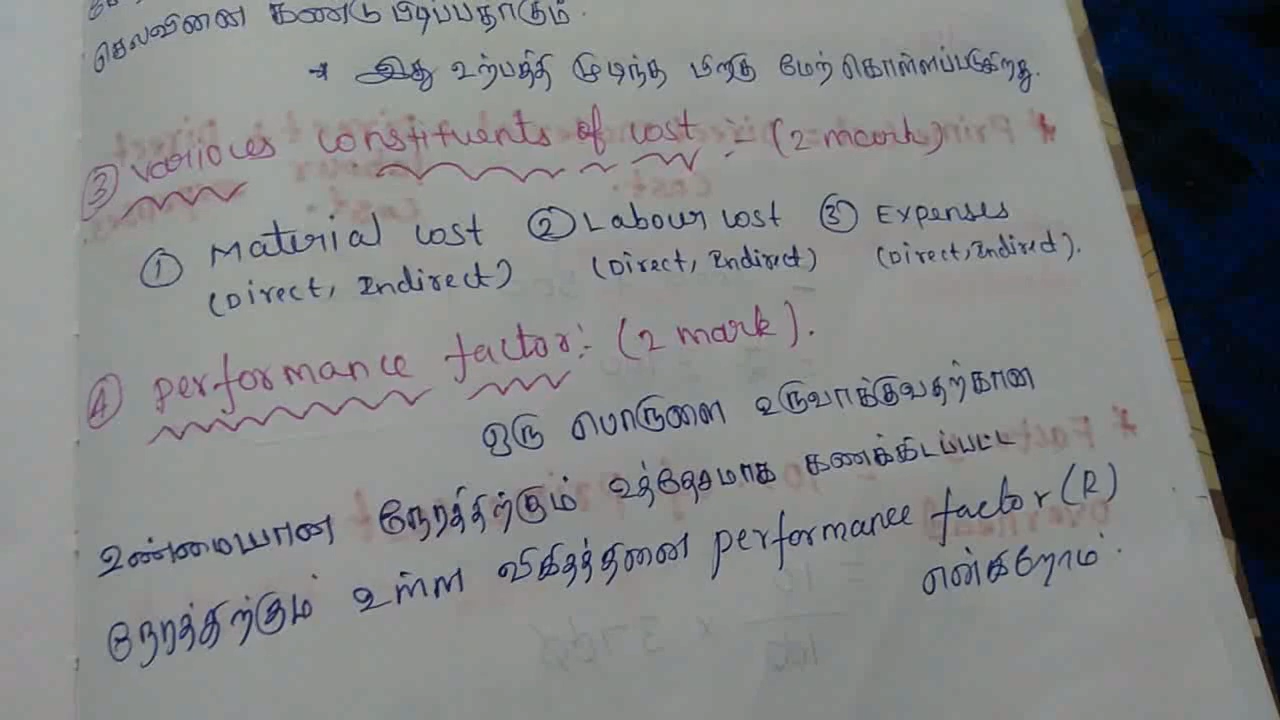 செலவினை கண்டு பிடிப்பதாகும்.
→ இது உற்பத்தி முடிந்த பிறகு மேற்கொள்ளப்படுகிறது.
③ various constituents of cost :- (2 mark)
① Material cost ② Labour cost ③ Expenses
(Direct, Indirect) (Direct, Indirect) (Direct, Indirect).
④ performance factor:- (2 mark).
ஒரு பொருளை உருவாக்குவதற்கான
உண்மையான நேரத்திற்கும் உத்தேசமாக கணக்கிடப்பட்ட
நேரத்திற்கும் உள்ள விகிதத்தினை performance factor (R)
என்கிறோம்.